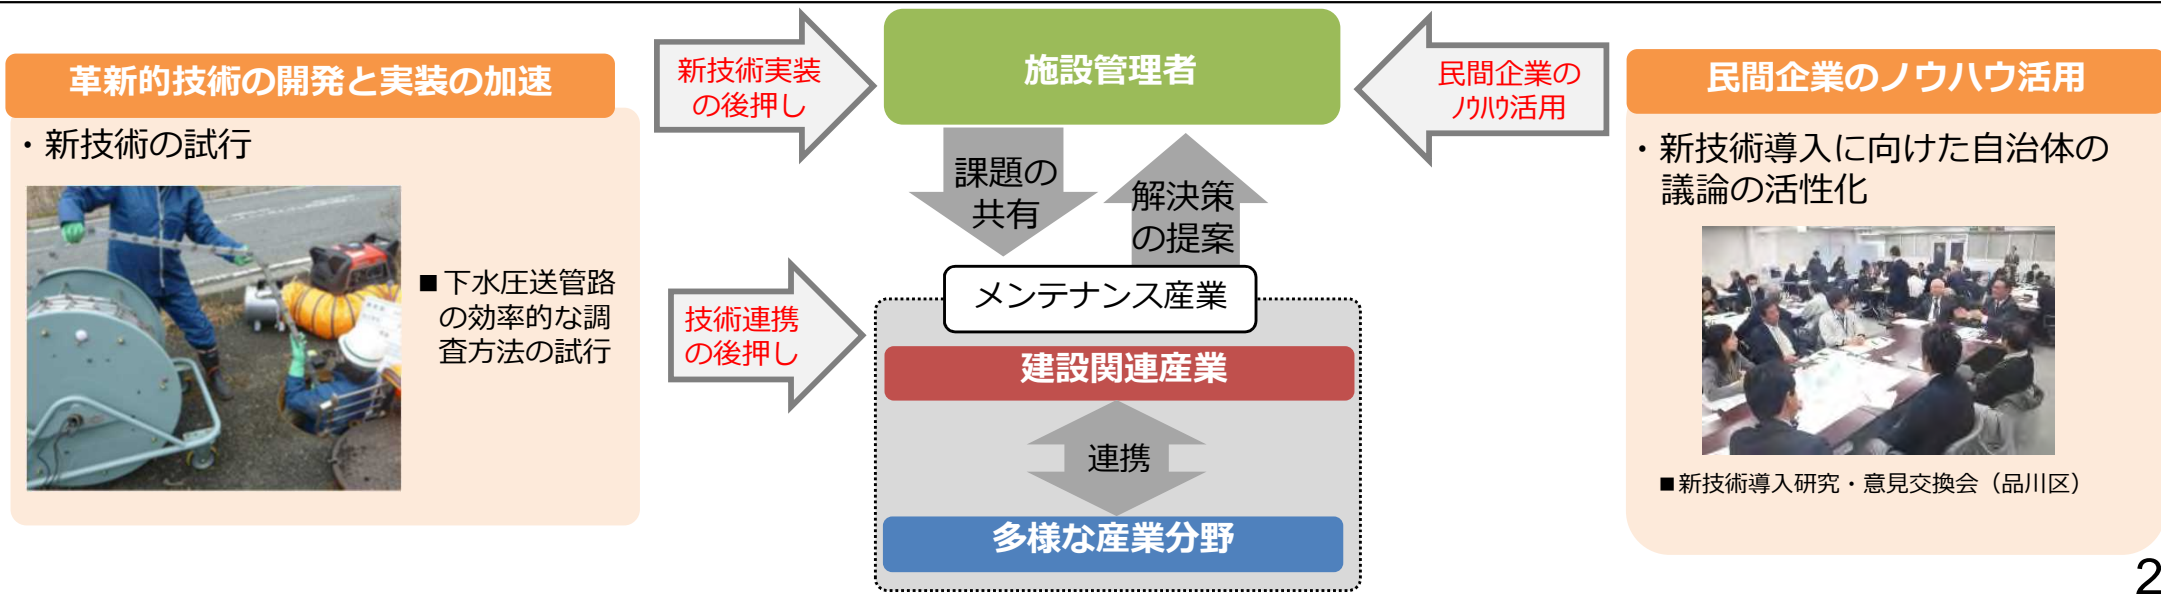 革新的技術の開発と実装の加速
・新技術の試行
■下水圧送管路
の効率的な調
査方法の試行
新技術実装
の後押し
技術連携
の後押し
施設管理者
課題の
共有
解決策
の提案
メンテナンス産業
建設関連産業
連携
多様な産業分野
民間企業の
ﾉｳﾊｳ活用
民間企業のノウハウ活用
・新技術導入に向けた自治体の
議論の活性化
■新技術導入研究・意見交換会（品川区）
2